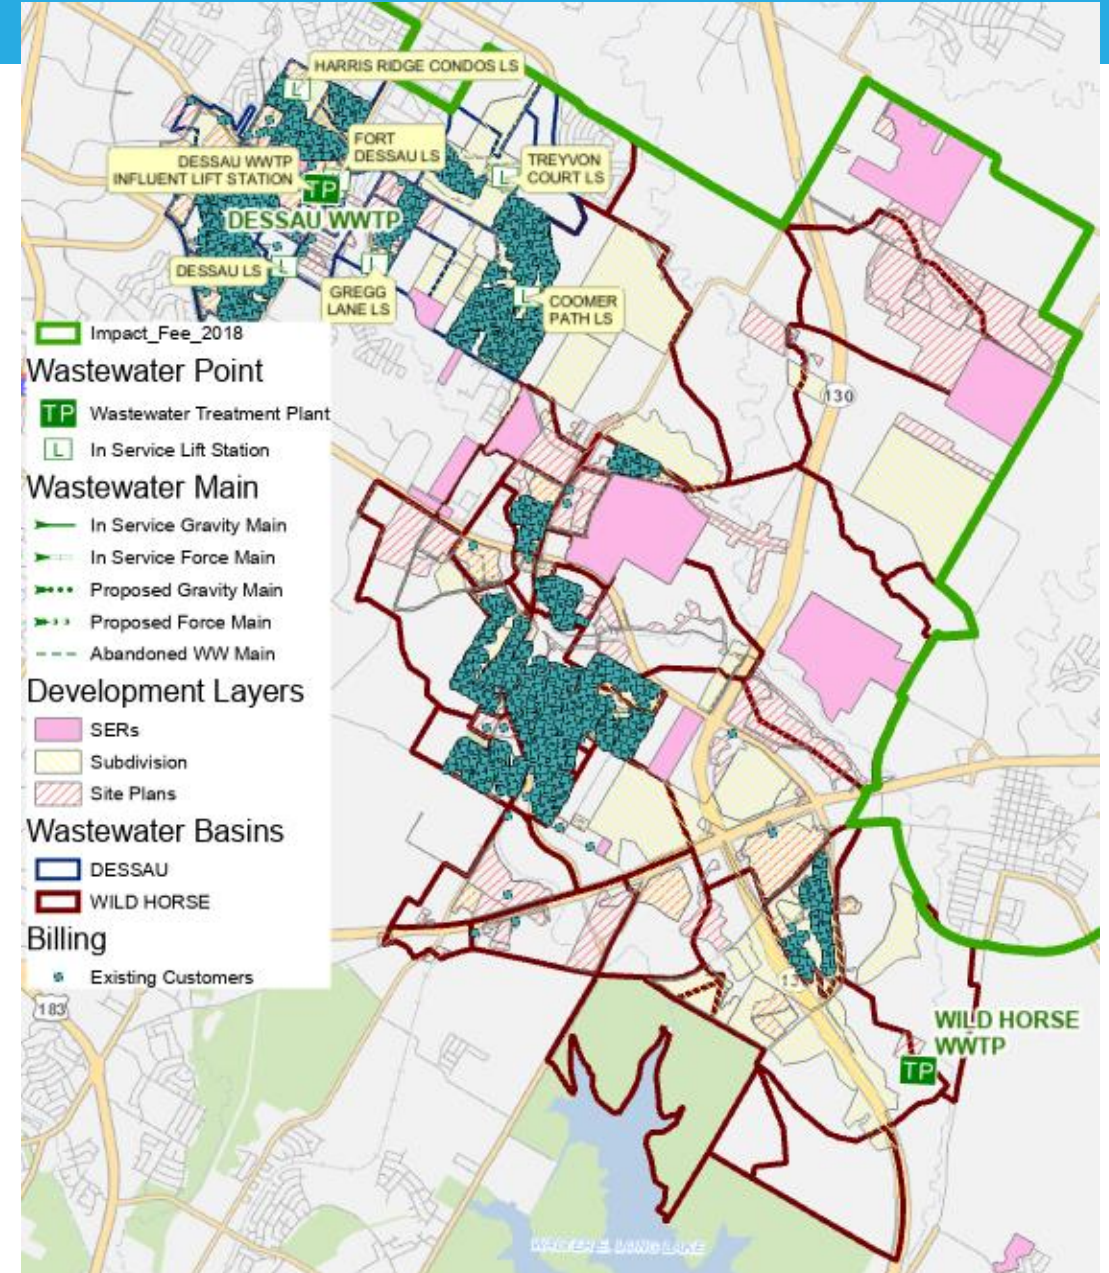 HARRIS RIDGE CONDOS LS
L
FORT
DESSAU LS
DESSAU WWTP
INFLUENT LIFT STATION
TREYVON
COURT LS
L
TP
DESSAU WWTP
DESSAU LS
L
L
GREGG
LANE LS
L
COOMER
PATH LS
Impact_Fee_2018
Wastewater Point
TP Wastewater Treatment Plant
L In Service Lift Station
Wastewater Main
In Service Gravity Main
In Service Force Main
Proposed Gravity Main
Proposed Force Main
Abandoned WW Main
Development Layers
SERs
Subdivision
Site Plans
Wastewater Basins
DESSAU
WILD HORSE
Billing
Existing Customers
130
183
WILD HORSE
WWTP
TP
WALTER E. LONG LAKE